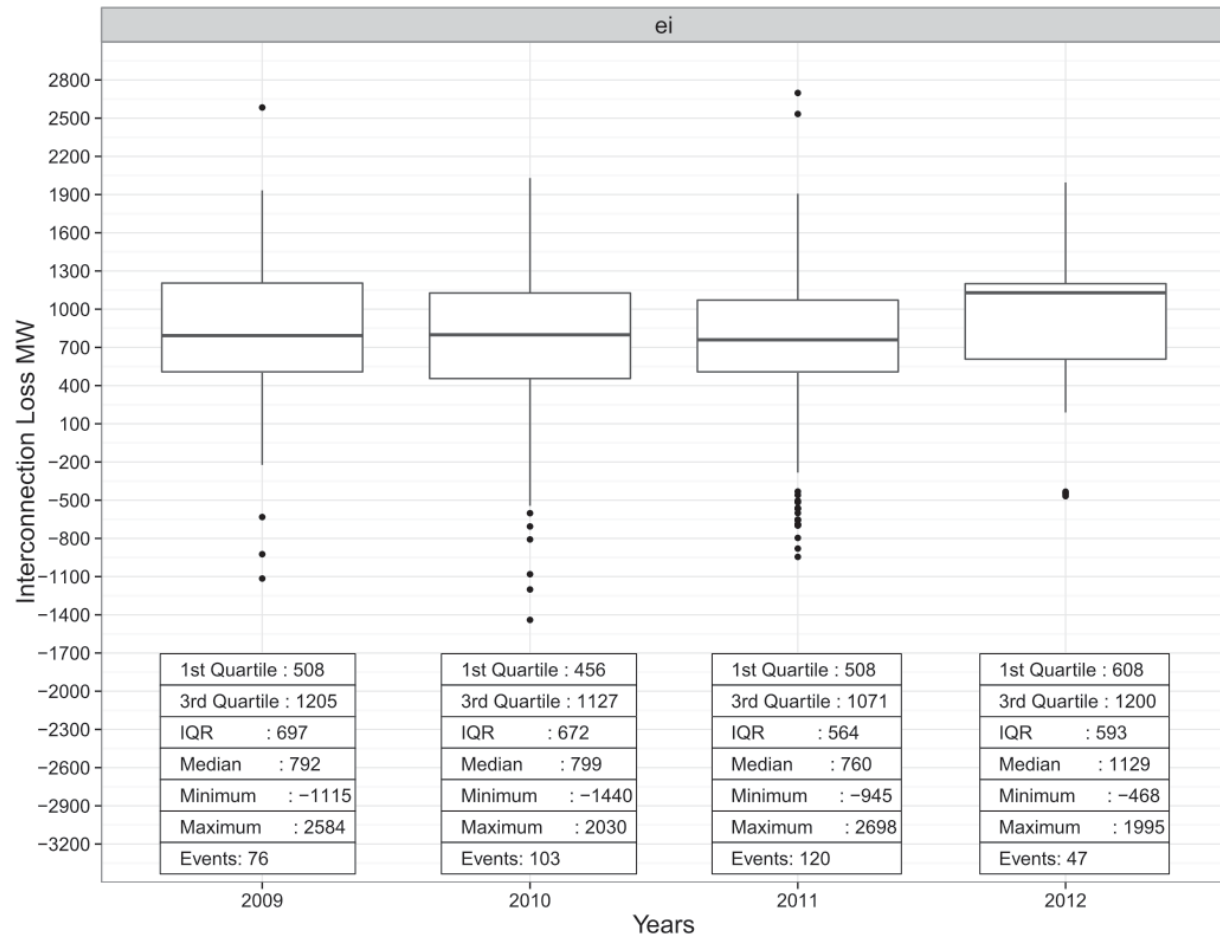 ei
Interconnection Loss MW
2800
2500
2200
1900
1600
1300
1000
700
400
100
−200
−500
−800
−1100
−1400
−1700
−2000
−2300
−2600
−2900
−3200
1st Quartile : 508
3rd Quartile : 1205
IQR : 697
Median : 792
Minimum : −1115
Maximum : 2584
Events: 76
1st Quartile : 456
3rd Quartile : 1127
IQR : 672
Median : 799
Minimum : −1440
Maximum : 2030
Events: 103
1st Quartile : 508
3rd Quartile : 1071
IQR : 564
Median : 760
Minimum : −945
Maximum : 2698
Events: 120
1st Quartile : 608
3rd Quartile : 1200
IQR : 593
Median : 1129
Minimum : −468
Maximum : 1995
Events: 47
2009 2010 2011 2012
Years